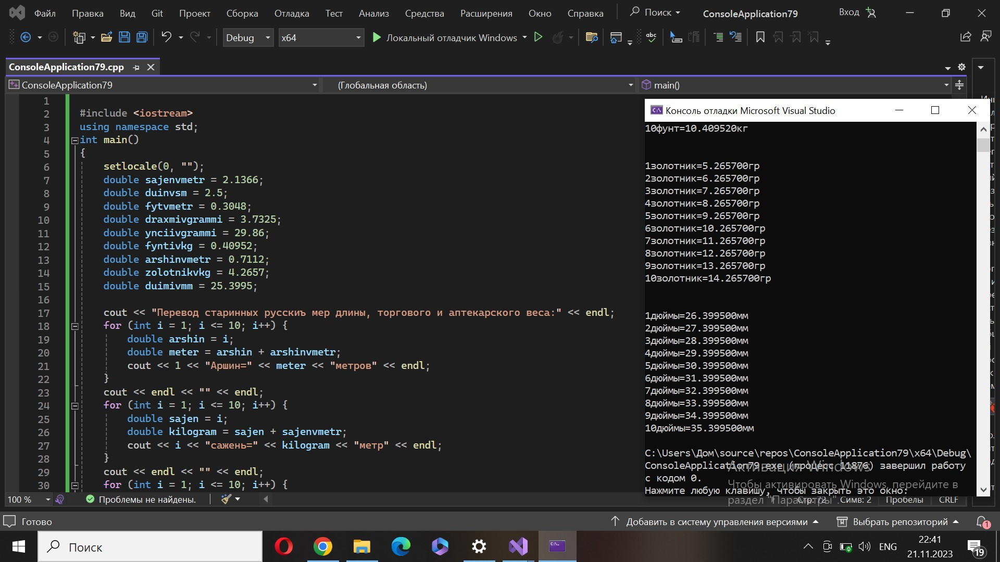 Файл Правка Вид Git Проект Сборка Отладка Тест Анализ Средства Расширения Окно Справка Поиск ConsoleApplication79 Вход
Debug x64 Локальный отладчик Windows abc
ConsoleApplication79.cpp
ConsoleApplication79 (Глобальная область) main()
1
2 #include <iostream>
3 using namespace std;
4 int main()
5 {
6 setlocale(0, "");
7 double sajenvmetr = 2.1366;
8 double duinvsm = 2.5;
9 double fytvmetr = 0.3048;
10 double draxmivgrammi = 3.7325;
11 double ynciivgrammi = 29.86;
12 double fyntivkg = 0.40952;
13 double arshinvmetr = 0.7112;
14 double zolotnikvkg = 4.2657;
15 double duimivmm = 25.3995;
16
17 cout << "Перевод старинных русскиъ мер длины, торгового и аптекарского веса:" << endl;
18 for (int i = 1; i <= 10; i++) {
19 double arshin = i;
20 double meter = arshin + arshinvmetr;
21 cout << 1 << "Аршин=" << meter << "метров" << endl;
22 }
23 cout << endl << "" << endl;
24 for (int i = 1; i <= 10; i++) {
25 double sajen = i;
26 double kilogram = sajen + sajenvmetr;
27 cout << i << "сажень=" << kilogram << "метр" << endl;
28 }
29 cout << endl << "" << endl;
30 for (int i = 1; i <= 10; i++) {
Консоль отладки Microsoft Visual Studio
10фунт=10.409520кг
1золотник=5.265700гр
2золотник=6.265700гр
3золотник=7.265700гр
4золотник=8.265700гр
5золотник=9.265700гр
6золотник=10.265700гр
7золотник=11.265700гр
8золотник=12.265700гр
9золотник=13.265700гр
10золотник=14.265700гр
1дюймы=26.399500мм
2дюймы=27.399500мм
3дюймы=28.399500мм
4дюймы=29.399500мм
5дюймы=30.399500мм
6дюймы=31.399500мм
7дюймы=32.399500мм
8дюймы=33.399500мм
9дюймы=34.399500мм
10дюймы=35.399500мм
C:\Users\Дом\source\repos\ConsoleApplication79\x64\Debug\
ConsoleApplication79.exe (процесс 11876) завершил работу
с кодом 0.
Нажмите любую клавишу, чтобы закрыть это окно:
Активация Windows
Чтобы активировать Windows, перейдите в
раздел "Параметры".
100 % Проблемы не найдены. Стр: 72 Симв: 2 Пробелы CRLF
Готово Добавить в систему управления версиями Выбрать репозиторий 1
Поиск ENG 22:41
21.11.2023 19